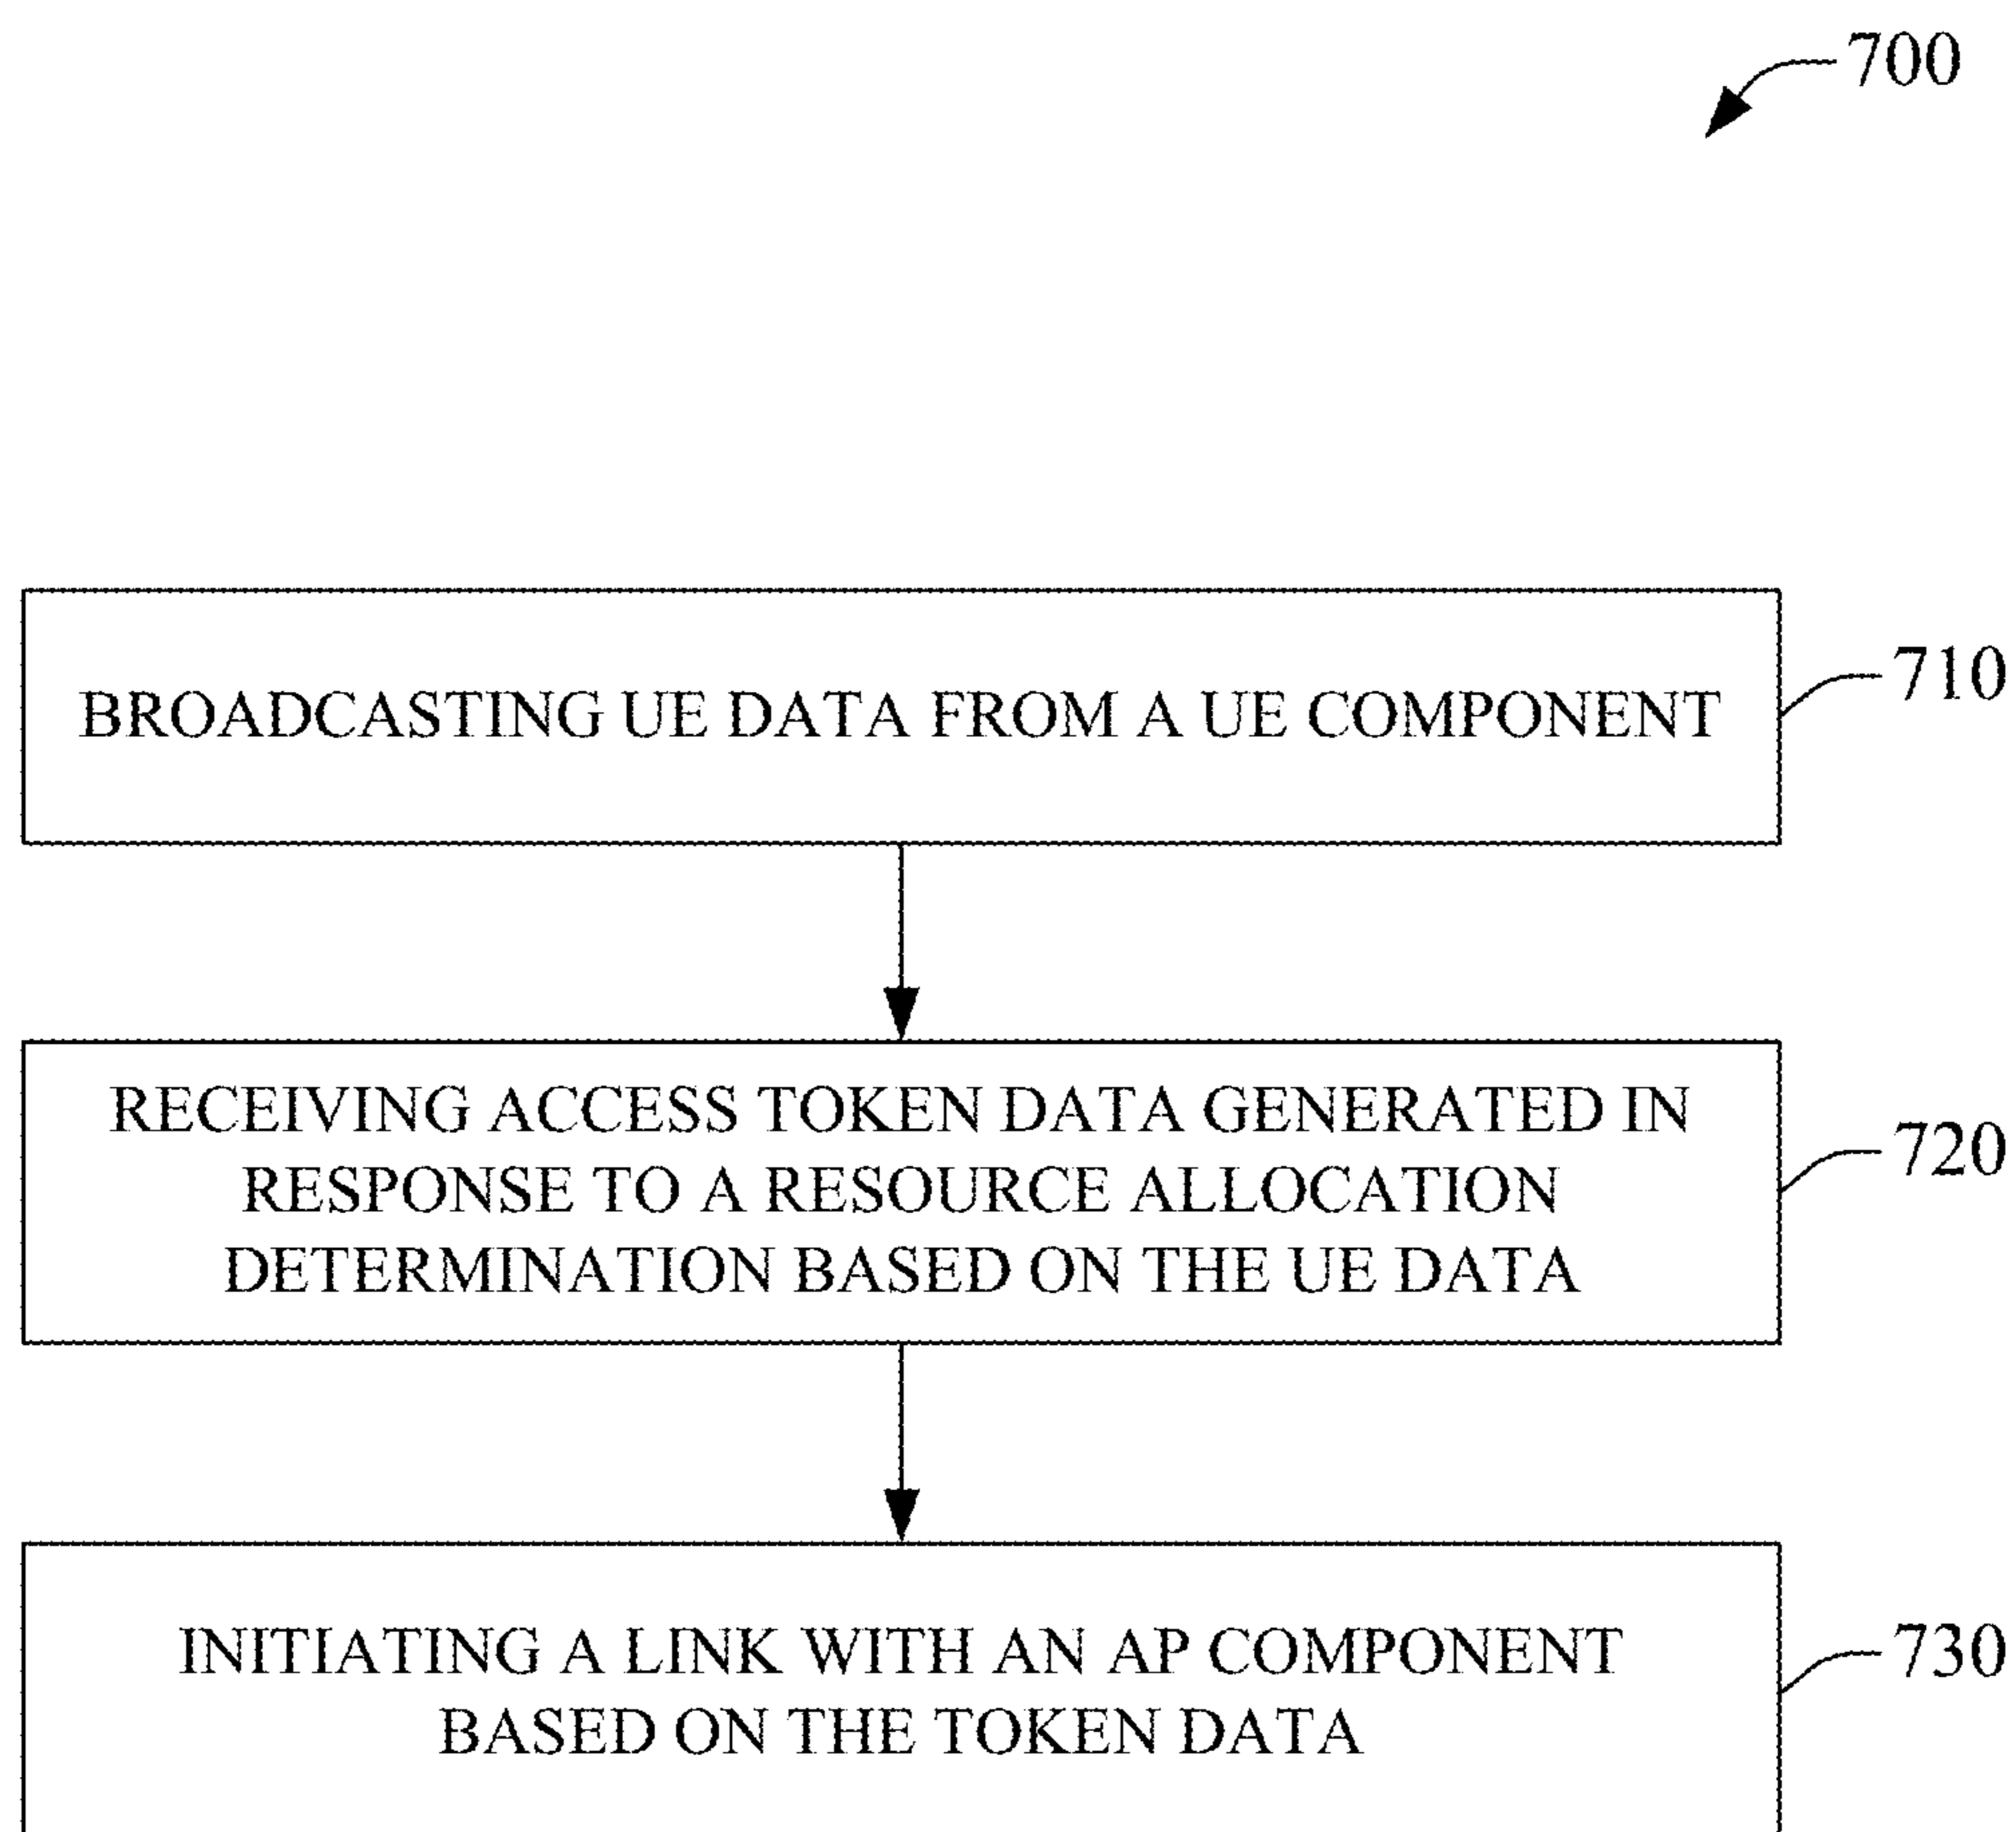 700
BROADCASTING UE DATA FROM A UE COMPONENT
710
RECEIVING ACCESS TOKEN DATA GENERATED IN
RESPONSE TO A RESOURCE ALLOCATION
DETERMINATION BASED ON THE UE DATA
720
INITIATING A LINK WITH AN AP COMPONENT
BASED ON THE TOKEN DATA
730